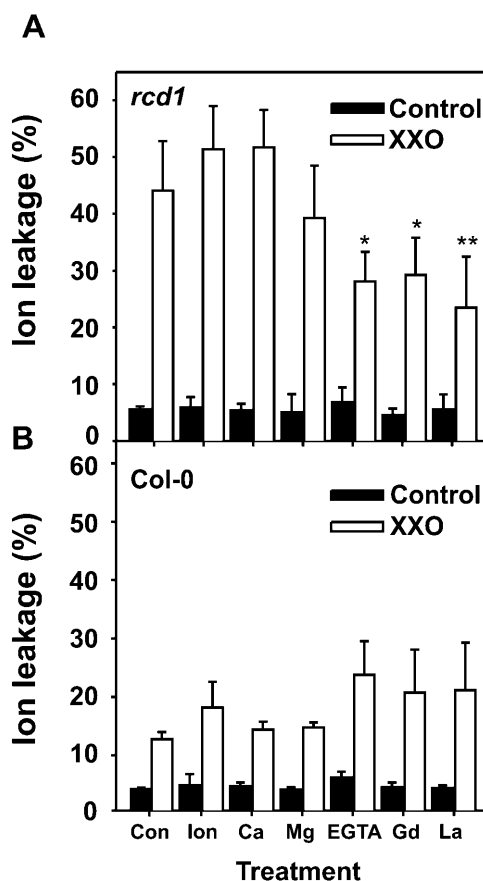 A
rcd1
Control
XXO
Ion leakage (%)
60
50
40
30
20
10
0
*
*
**
B
Col-0
Control
XXO
Ion leakage (%)
60
50
40
30
20
10
0
Con Ion Ca Mg EGTA Gd La
Treatment